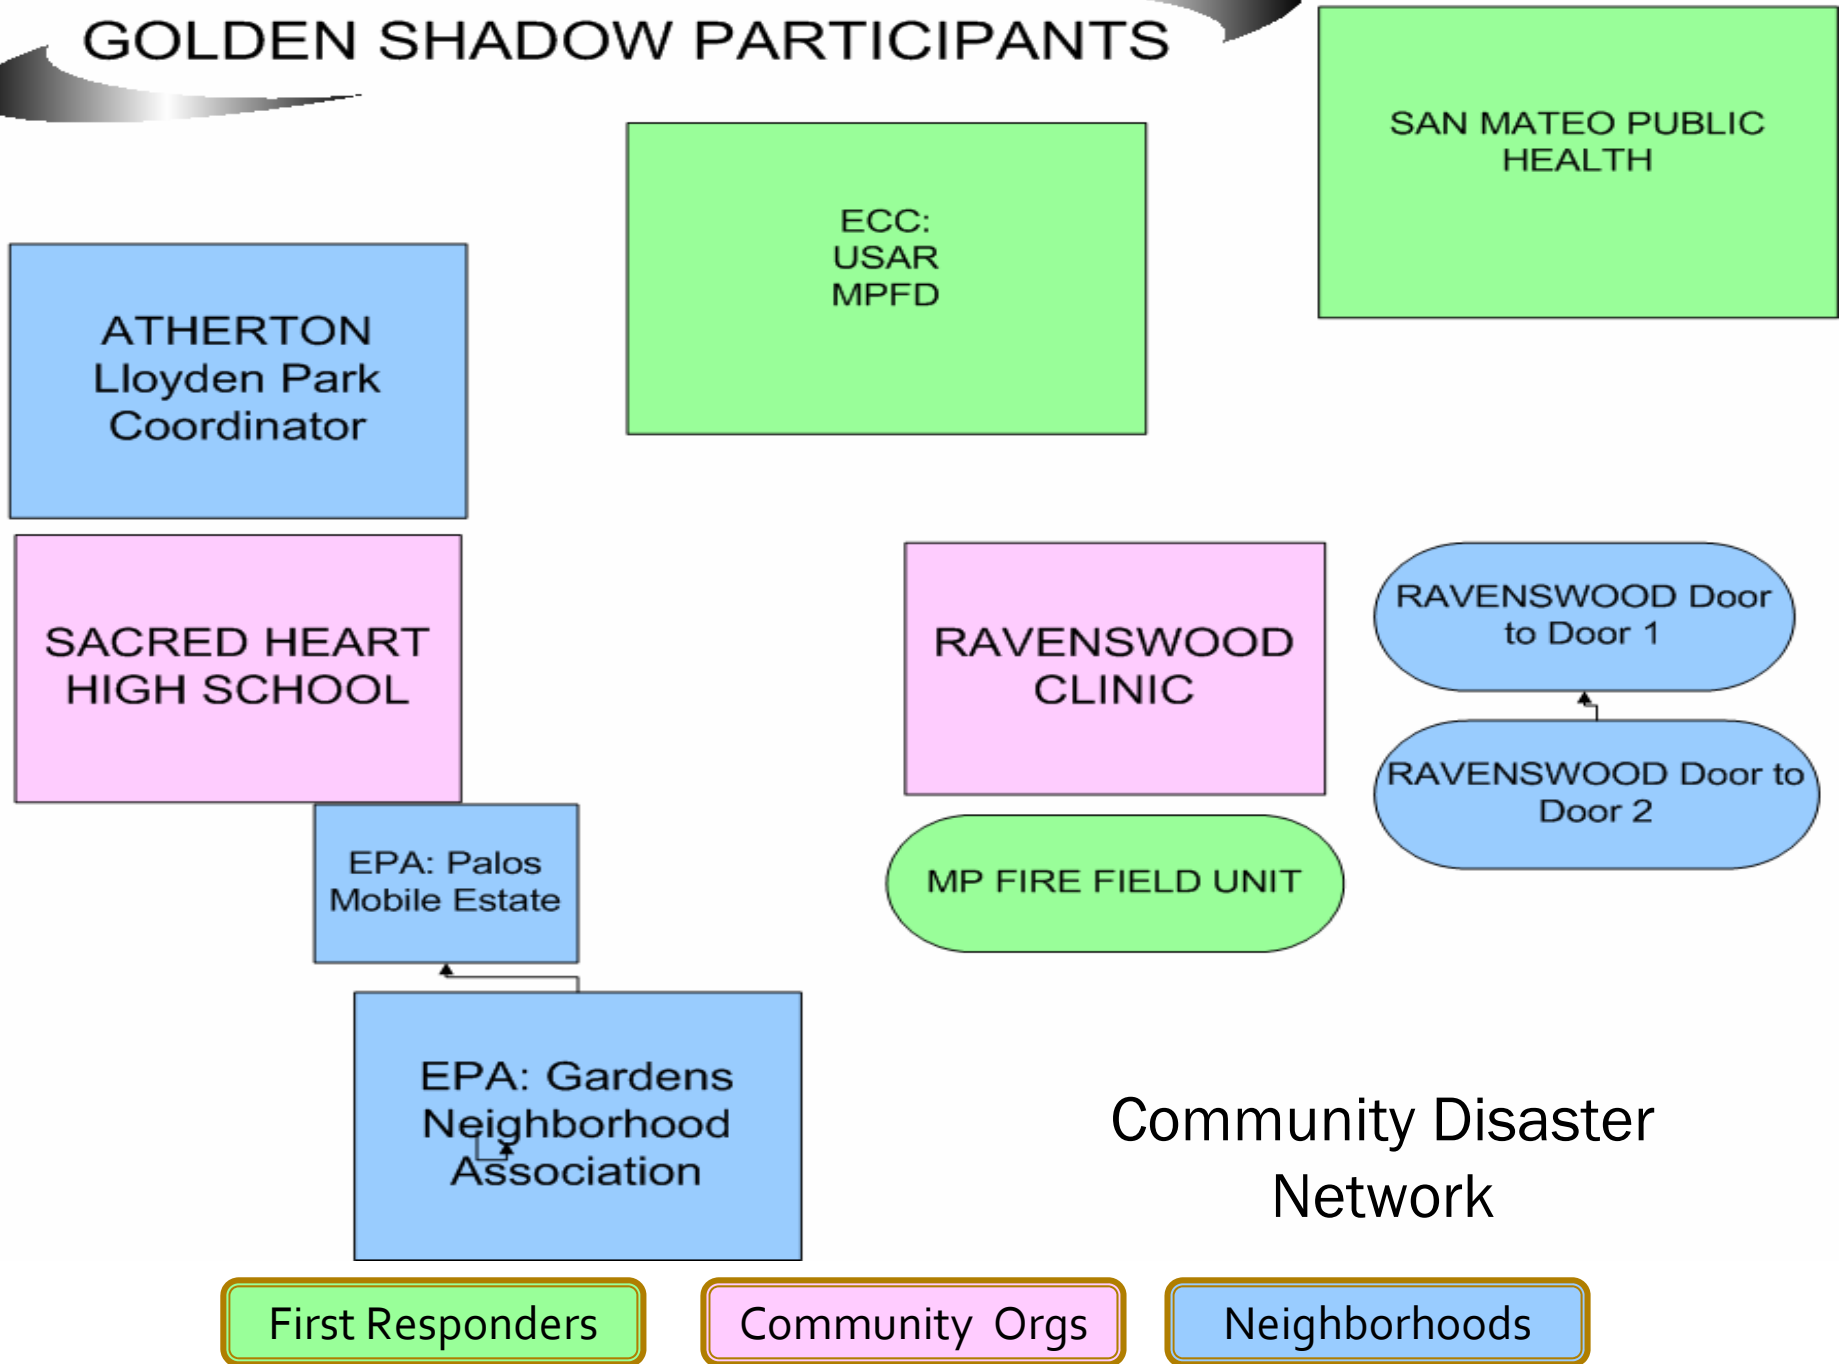 GOLDEN SHADOW PARTICIPANTS
SAN MATEO PUBLIC
HEALTH
ECC:
USAR
MPFD
ATHERTON
Lloyden Park
Coordinator
SACRED HEART
HIGH SCHOOL
RAVENSWOOD
CLINIC
RAVENSWOOD Door
to Door 1
RAVENSWOOD Door to
Door 2
EPA: Palos
Mobile Estate
MP FIRE FIELD UNIT
EPA: Gardens
Neighborhood
Association
Community Disaster
Network
First Responders
Community Orgs
Neighborhoods